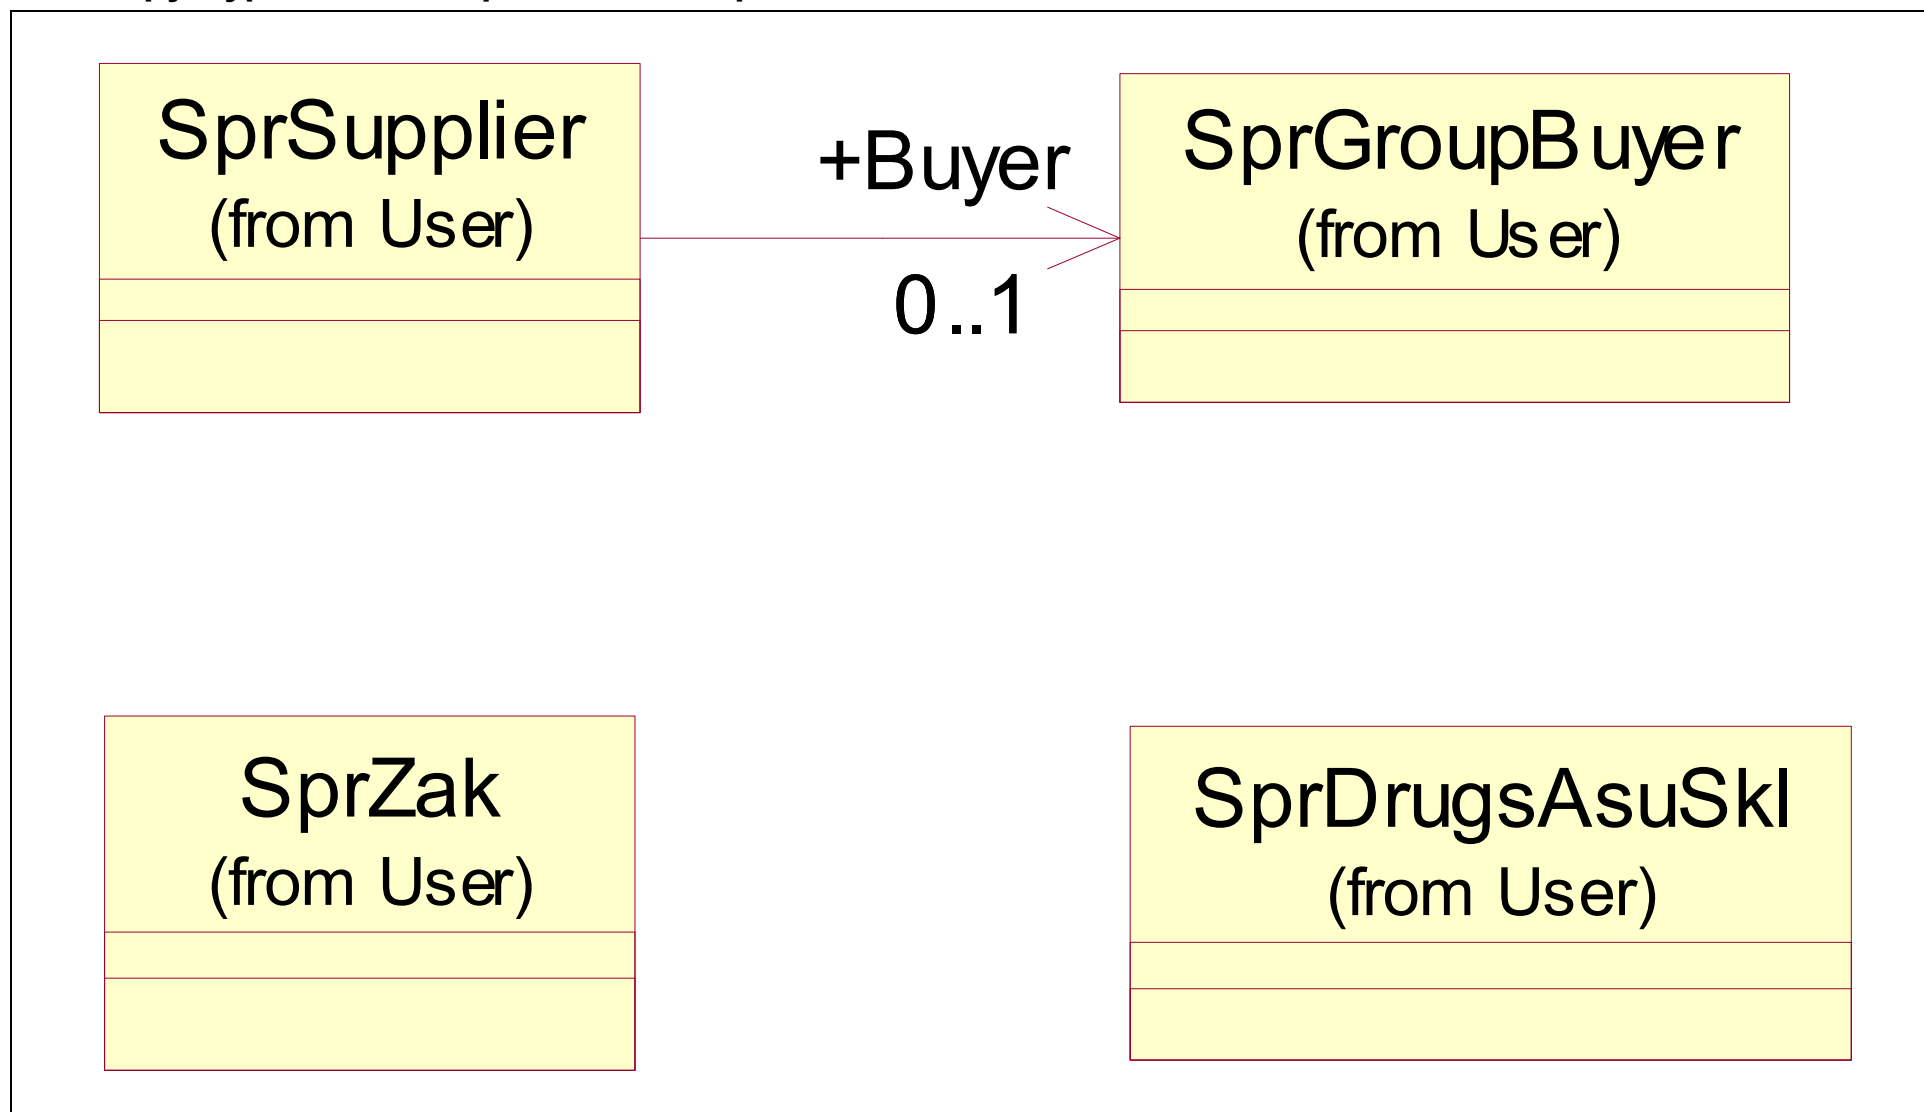 SprSupplier
(from User)
+Buyer
0..1
SprGroupBuyer
(from User)
SprZak
(from User)
SprDrugsAsuSkl
(from User)